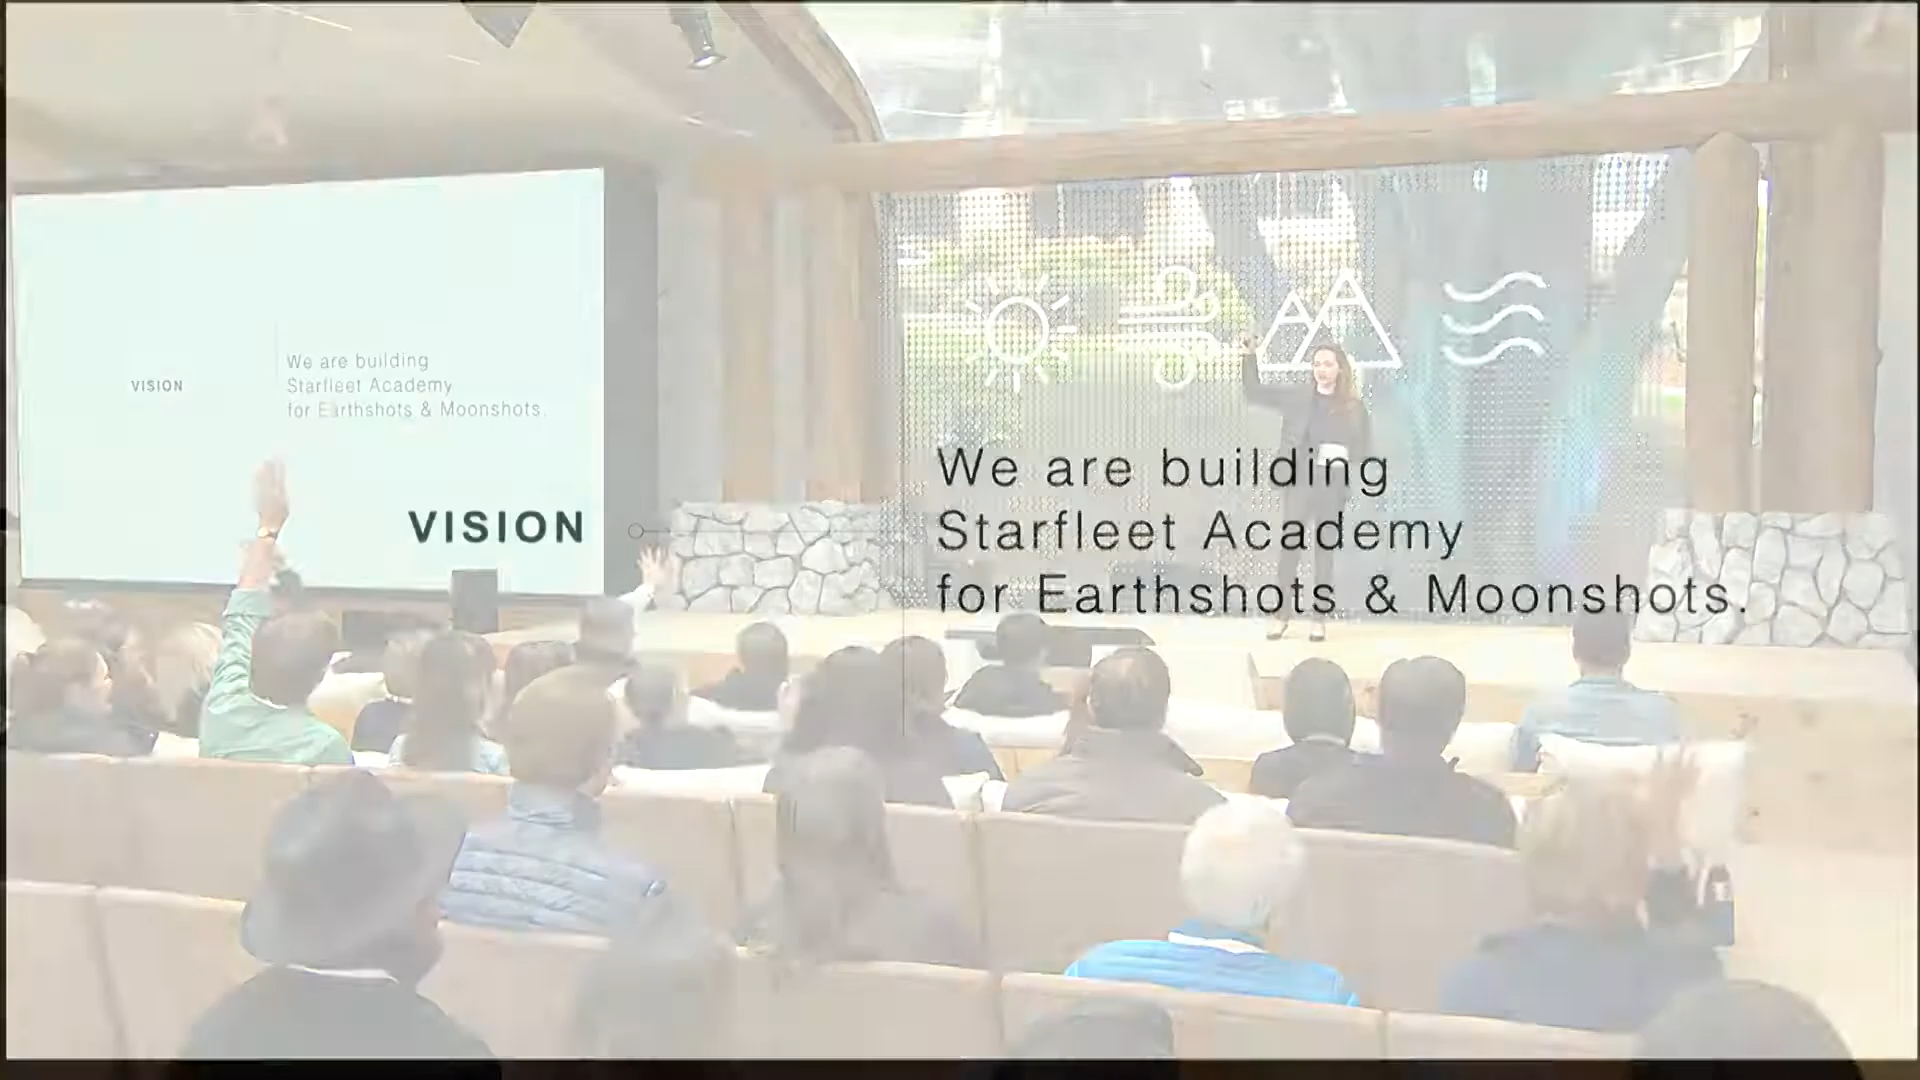 VISION
We are building
Starfleet Academy
for Earthshots & Moonshots.
VISION
We are building
Starfleet Academy
for Earthshots & Moonshots.